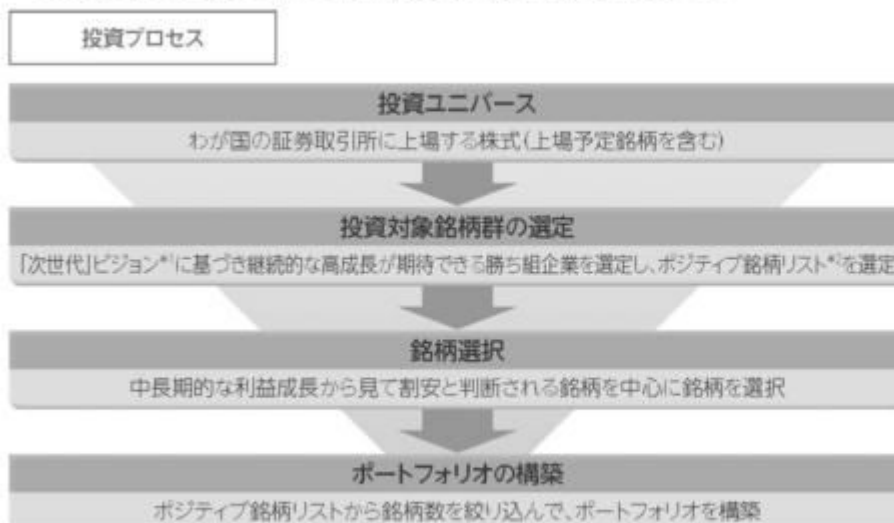 投資プロセス
投資ユニバース
わが国の証券取引所に上場する株式(上場予定銘柄を含む)
投資対象銘柄群の選定
「次世代」ビジョン*¹に基づき継続的な高成長が期待できる勝ち組企業を選定し、ポジティブ銘柄リスト*²を選定
銘柄選択
中長期的な利益成長から見て割安と判断される銘柄を中心に銘柄を選択
ポートフォリオの構築
ポジティブ銘柄リストから銘柄数を絞り込んで、ポートフォリオを構築